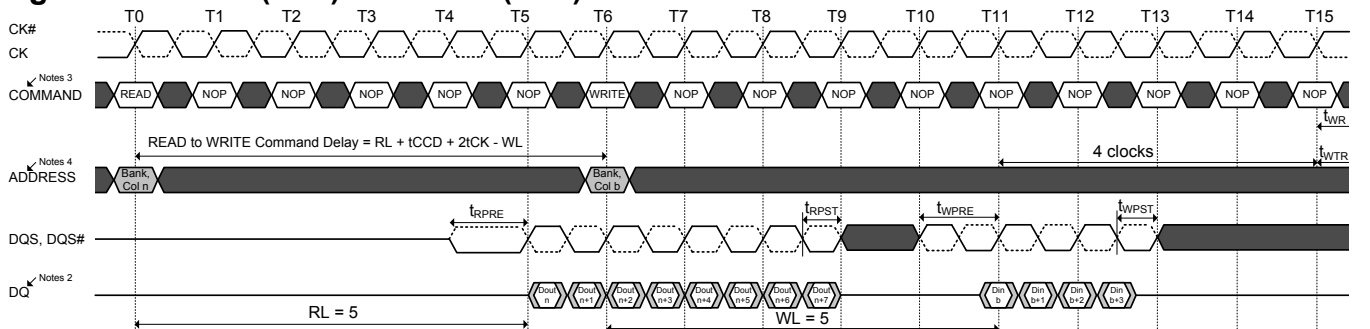 T0 T1 T2 T3 T4 T5 T6 T7 T8 T9 T10 T11 T12 T13 T14 T15
CK#
CK
Notes 3
COMMAND READ NOP NOP NOP NOP NOP WRITE NOP NOP NOP NOP NOP NOP NOP NOP NOP
tWR
READ to WRITE Command Delay = RL + tCCD + 2tCK - WL
4 clocks
tWTR
Notes 4
ADDRESS
Bank, Col n
Bank, Col b
tRPRE tRPST tWPRE tWPST
DQS, DQS#
Notes 2
DQ
Dout n
Dout n+1
Dout n+2
Dout n+3
Dout n+4
Dout n+5
Dout n+6
Dout n+7
Din b
Din b+1
Din b+2
Din b+3
RL = 5
WL = 5